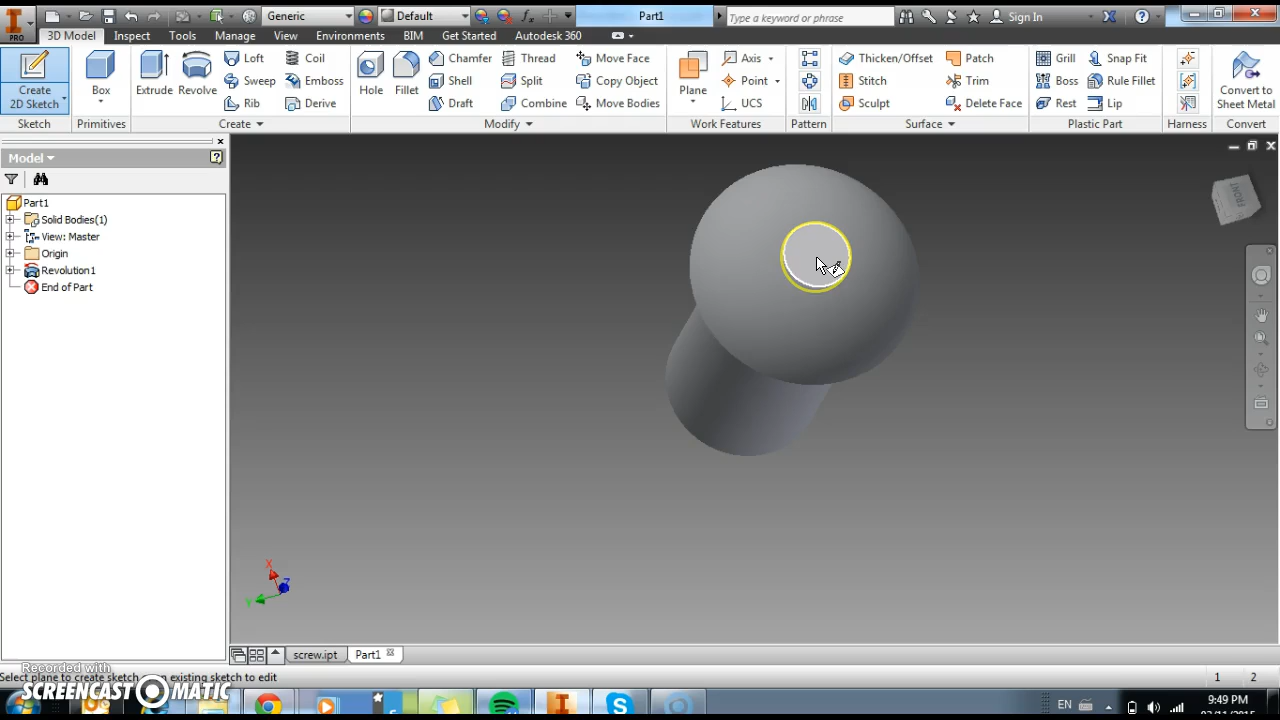 Generic
Default
Part1
Type a keyword or phrase
Sign In
PRO
3D Model
Inspect
Tools
Manage
View
Environments
BIM
Get Started
Autodesk 360
Create
2D Sketch
Box
Extrude
Revolve
Loft
Sweep
Rib
Coil
Emboss
Derive
Hole
Fillet
Chamfer
Shell
Draft
Thread
Split
Combine
Move Face
Copy Object
Move Bodies
Plane
Axis
Point
UCS
Thicken/Offset
Stitch
Sculpt
Patch
Trim
Delete Face
Grill
Boss
Rest
Snap Fit
Rule Fillet
Lip
Convert to
Sheet Metal
Sketch
Primitives
Create
Modify
Work Features
Pattern
Surface
Plastic Part
Harness
Convert
Model
Part1
Solid Bodies(1)
View: Master
Origin
Revolution1
End of Part
FRONT
X
Y
Z
screw.ipt
Part1
Recorded with
SCREENCAST MATIC
Select plane to create sketch
an existing sketch to edit
1
2
EN
9:49 PM